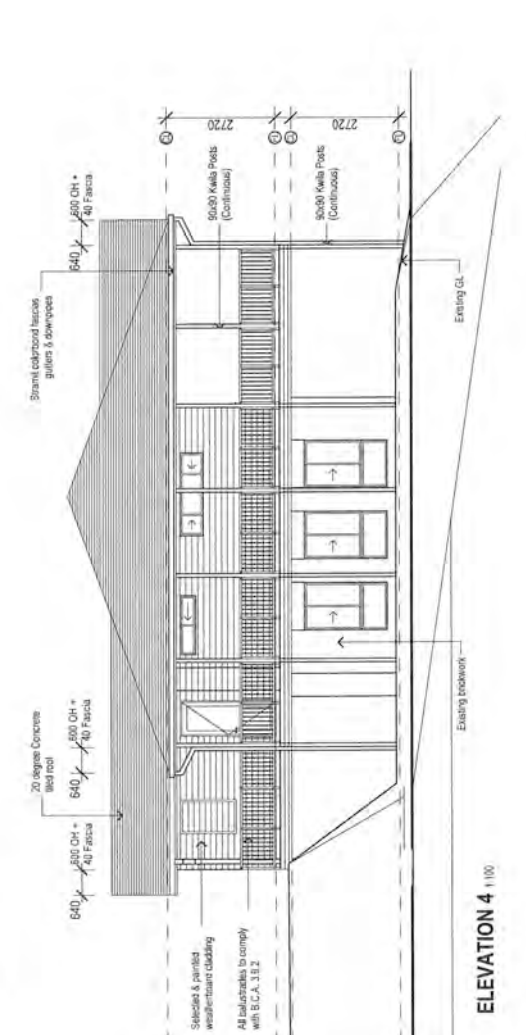 20 degree Concrete
tiled roof
Stramit colorbond fascias
gutters & downpipes
600 OH +
40 Fascia
640
600 OH +
40 Fascia
640
600 OH +
40 Fascia
640
Selected & painted
weatherboard cladding
All balustrades to comply
with B.C.A. 3.9.2
90x90 Kwila Posts
(Continuous)
2720
90x90 Kwila Posts
(Continuous)
2720
Existing brickwork
Existing GL
ELEVATION 4 1:100